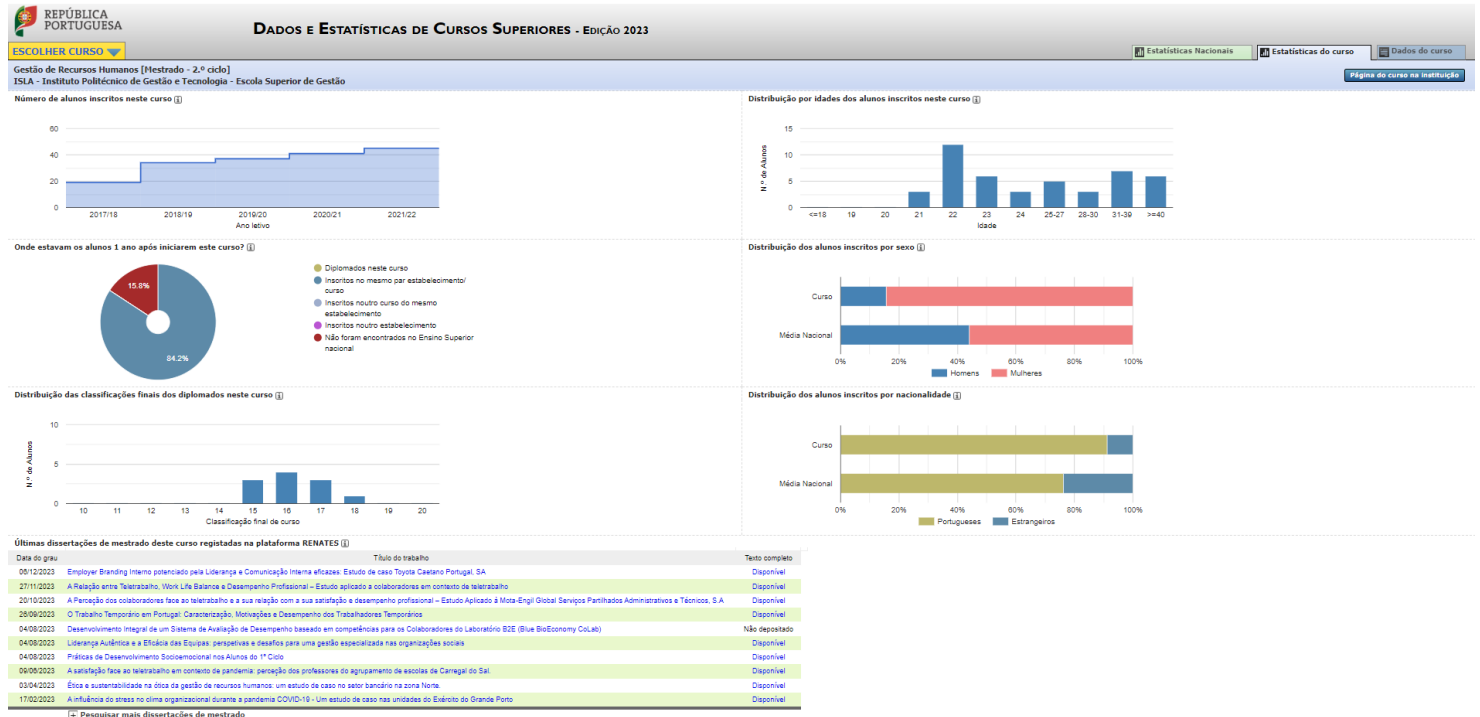 REPÚBLICA
PORTUGUESA
DADOS E ESTATÍSTICAS DE CURSOS SUPERIORES - EDIÇÃO 2023
ESCOLHER CURSO
Estatísticas Nacionais
Estatísticas do curso
Dados do curso
Gestão de Recursos Humanos [Mestrado - 2.º ciclo]
ISLA - Instituto Politécnico de Gestão e Tecnologia - Escola Superior de Gestão
Página do curso na instituição
Número de alunos inscritos neste curso
60
40
20
0
2017/18 2018/19 2019/20 2020/21 2021/22
Ano letivo
Distribuição por idades dos alunos inscritos neste curso
N.º de Alunos
15
10
5
0
<=18 19 20 21 22 23 24 25-27 28-30 31-39 >=40
Idade
Onde estavam os alunos 1 ano após iniciarem este curso?
15.8%
84.2%
Diplomados neste curso
Inscritos no mesmo par estabelecimento/
curso
Inscritos noutro curso do mesmo
estabelecimento
Inscritos noutro estabelecimento
Não foram encontrados no Ensino Superior
nacional
Distribuição dos alunos inscritos por sexo
Curso
Média Nacional
0% 20% 40% 60% 80% 100%
Homens Mulheres
Distribuição das classificações finais dos diplomados neste curso
N.º de Alunos
10
5
0
10 11 12 13 14 15 16 17 18 19 20
Classificação final de curso
Distribuição dos alunos inscritos por nacionalidade
Curso
Média Nacional
0% 20% 40% 60% 80% 100%
Portugueses Estrangeiros
Últimas dissertações de mestrado deste curso registadas na plataforma RENATES
Data do grau Título do trabalho Texto completo
06/12/2023 Employer Branding Interno potenciado pela Liderança e Comunicação Interna eficazes: Estudo de caso Toyota Caetano Portugal, SA Disponível
27/11/2023 A Relação entre Teletrabalho, Work Life Balance e Desempenho Profissional – Estudo aplicado a colaboradores em contexto de teletrabalho Disponível
20/10/2023 A Perceção dos colaboradores face ao teletrabalho e a sua relação com a sua satisfação e desempenho profissional – Estudo Aplicado á Mota-Engil Global Serviços Partilhados Administrativos e Técnicos, S.A Disponível
26/09/2023 O Trabalho Temporário em Portugal: Caracterização, Motivações e Desempenho dos Trabalhadores Temporários Disponível
04/08/2023 Desenvolvimento Integral de um Sistema de Avaliação de Desempenho baseado em competências para os Colaboradores do Laboratório B2E (Blue BioEconomy CoLab) Não depositado
04/08/2023 Liderança Autêntica e a Eficácia das Equipas: perspetivas e desafios para uma gestão especializada nas organizações sociais Disponível
04/08/2023 Práticas de Desenvolvimento Socioemocional nos Alunos do 1º Ciclo Disponível
09/06/2023 A satisfação face ao teletrabalho em contexto de pandemia: perceção dos professores do agrupamento de escolas de Carregal do Sal. Disponível
03/04/2023 Ética e sustentabilidade na ótica da gestão de recursos humanos: um estudo de caso no setor bancário na zona Norte. Disponível
17/02/2023 A influência do stress no clima organizacional durante a pandemia COVID-19 - Um estudo de caso nas unidades do Exército do Grande Porto Disponível
Pesquisar mais dissertações de mestrado